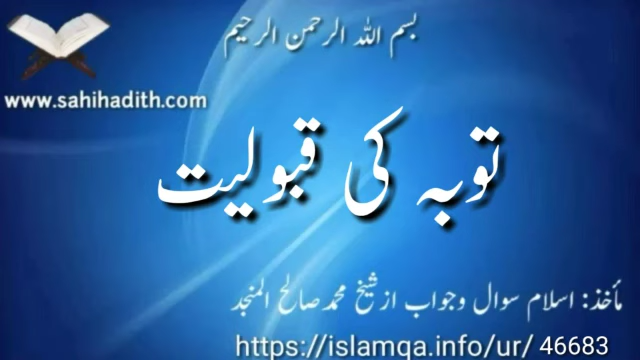 بسم اللہ الرحمن الرحیم
www.sahihadith.com
توبہ کی قبولیت
مأخذ: اسلام سوال وجواب از شیخ محمد صالح المنجد
https://islamqa.info/ur/ 46683